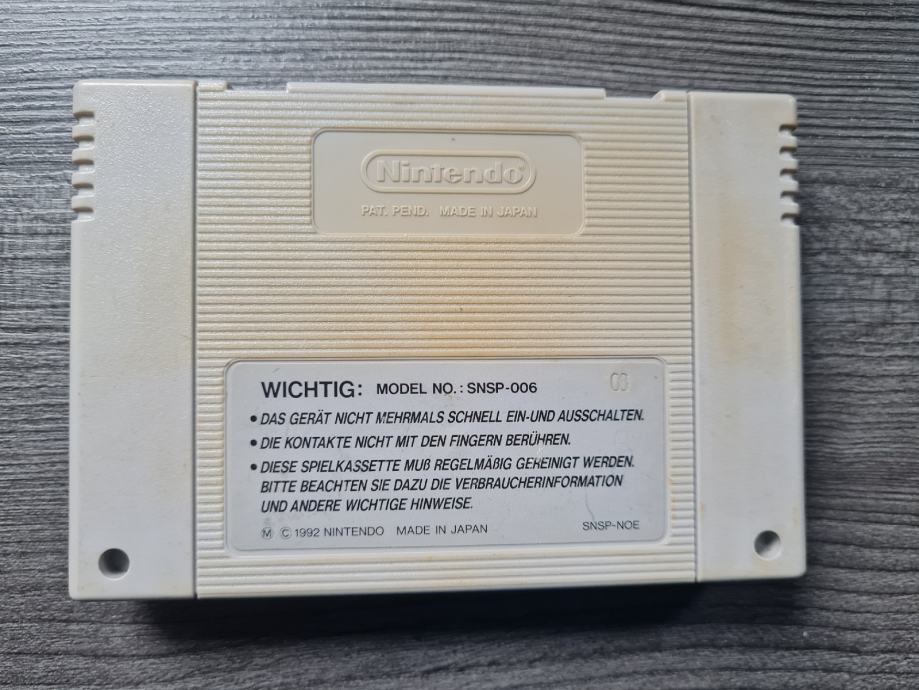 Nintendo®
PAT. PEND. MADE IN JAPAN
WICHTIG: MODEL NO.: SNSP-006
• DAS GERÄT NICHT MEHRMALS SCHNELL EIN-UND AUSSCHALTEN.
• DIE KONTAKTE NICHT MIT DEN FINGERN BERÜHREN.
• DIESE SPIELKASSETTE MUß REGELMÄßIG GEREINIGT WERDEN.
BITTE BEACHTEN SIE DAZU DIE VERBRAUCHERINFORMATION
UND ANDERE WICHTIGE HINWEISE.
Ⓜ © 1992 NINTENDO MADE IN JAPAN SNSP-NOE